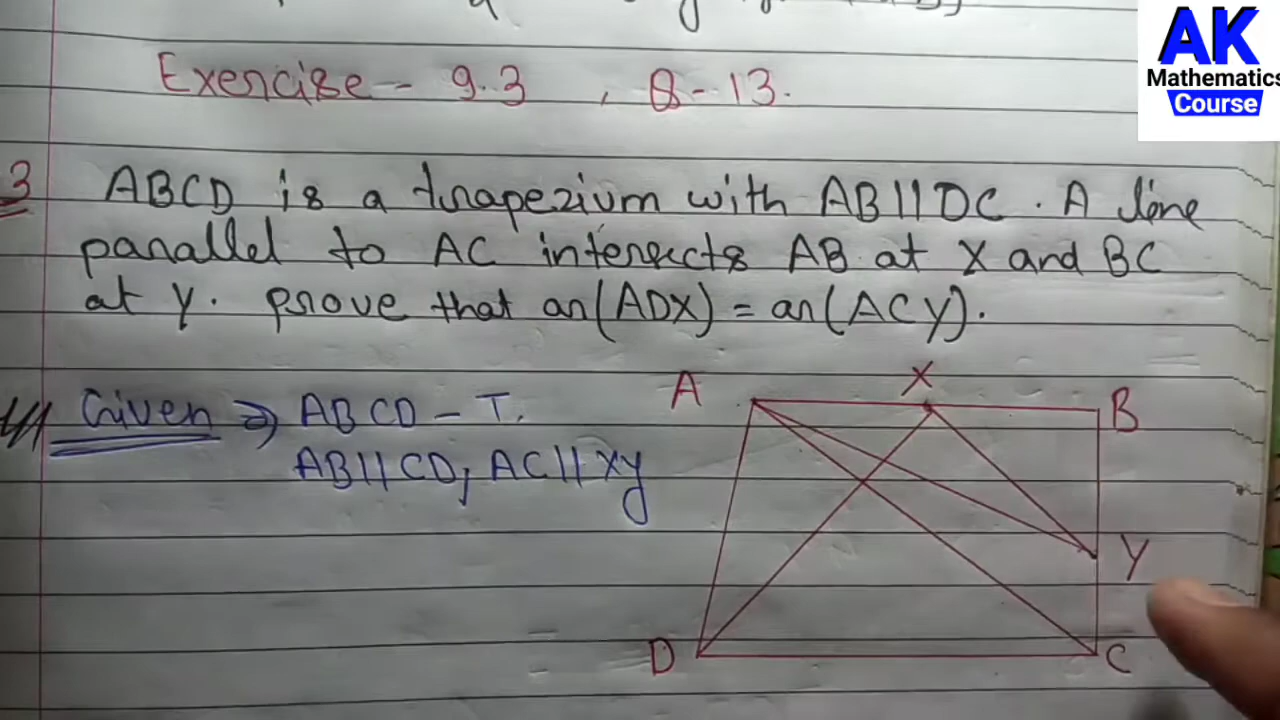 Exercise - 9.3 , Q-13.
AK
Mathematics
Course
3 ABCD is a trapezium with AB||DC. A line
parallel to AC intersects AB at X and BC
at Y. prove that ar(ADX) = ar(ACY).
Given ⇒ ABCD - T.
AB||CD, AC||XY
A X B
Y
D C